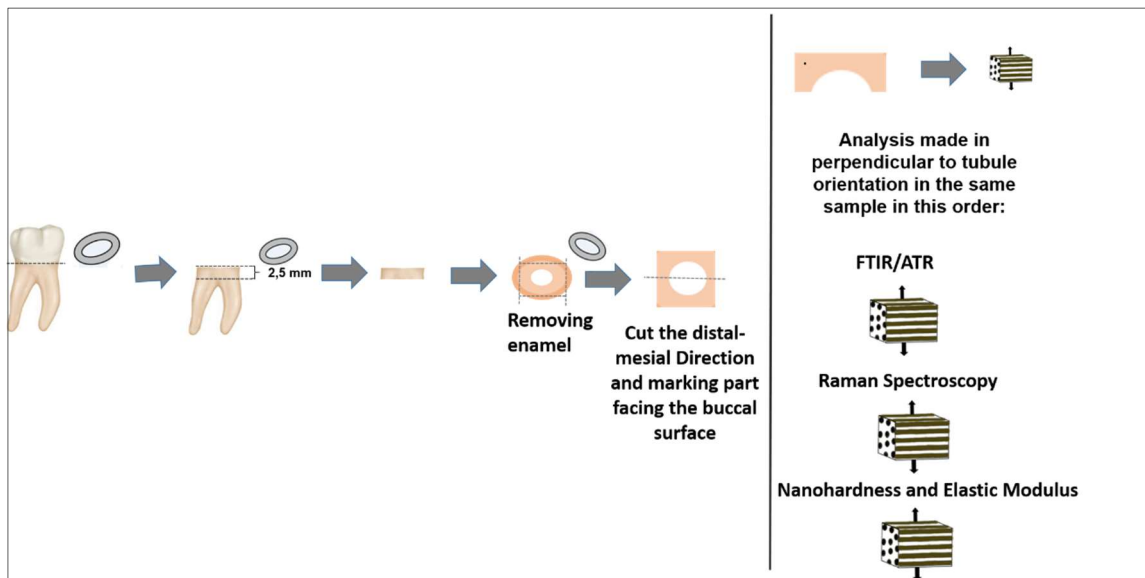 2,5 mm
Removing
enamel
Cut the distal-
mesial Direction
and marking part
facing the buccal
surface
Analysis made in
perpendicular to tubule
orientation in the same
sample in this order:
FTIR/ATR
Raman Spectroscopy
Nanohardness and Elastic Modulus